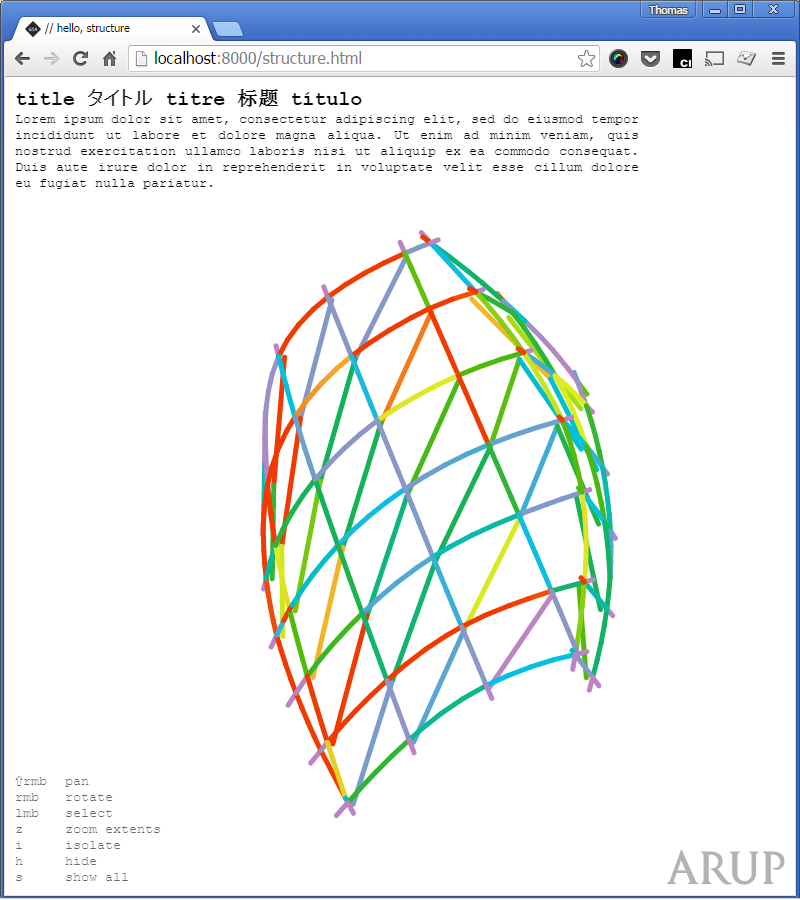 Thomas
// hello, structure
localhost:8000/structure.html
title タイトル titre 标题 título
Lorem ipsum dolor sit amet, consectetur adipiscing elit, sed do eiusmod tempor
incididunt ut labore et dolore magna aliqua. Ut enim ad minim veniam, quis
nostrud exercitation ullamco laboris nisi ut aliquip ex ea commodo consequat.
Duis aute irure dolor in reprehenderit in voluptate velit esse cillum dolore
eu fugiat nulla pariatur.
⇧rmb pan
rmb rotate
lmb select
z zoom extents
i isolate
h hide
s show all
ARUP